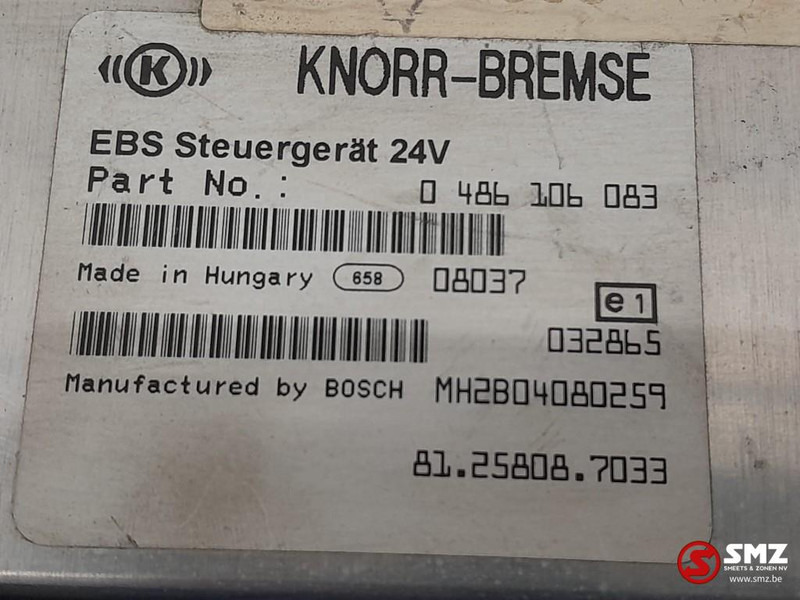 K KNORR-BREMSE
EBS Steuergerät 24V
Part No.: 0 486 106 083
Made in Hungary 658 08037
e1
032865
Manufactured by BOSCH MH2B04080259
81.25808.7033
SMZ
SMEETS & ZONEN NV
www.smz.be